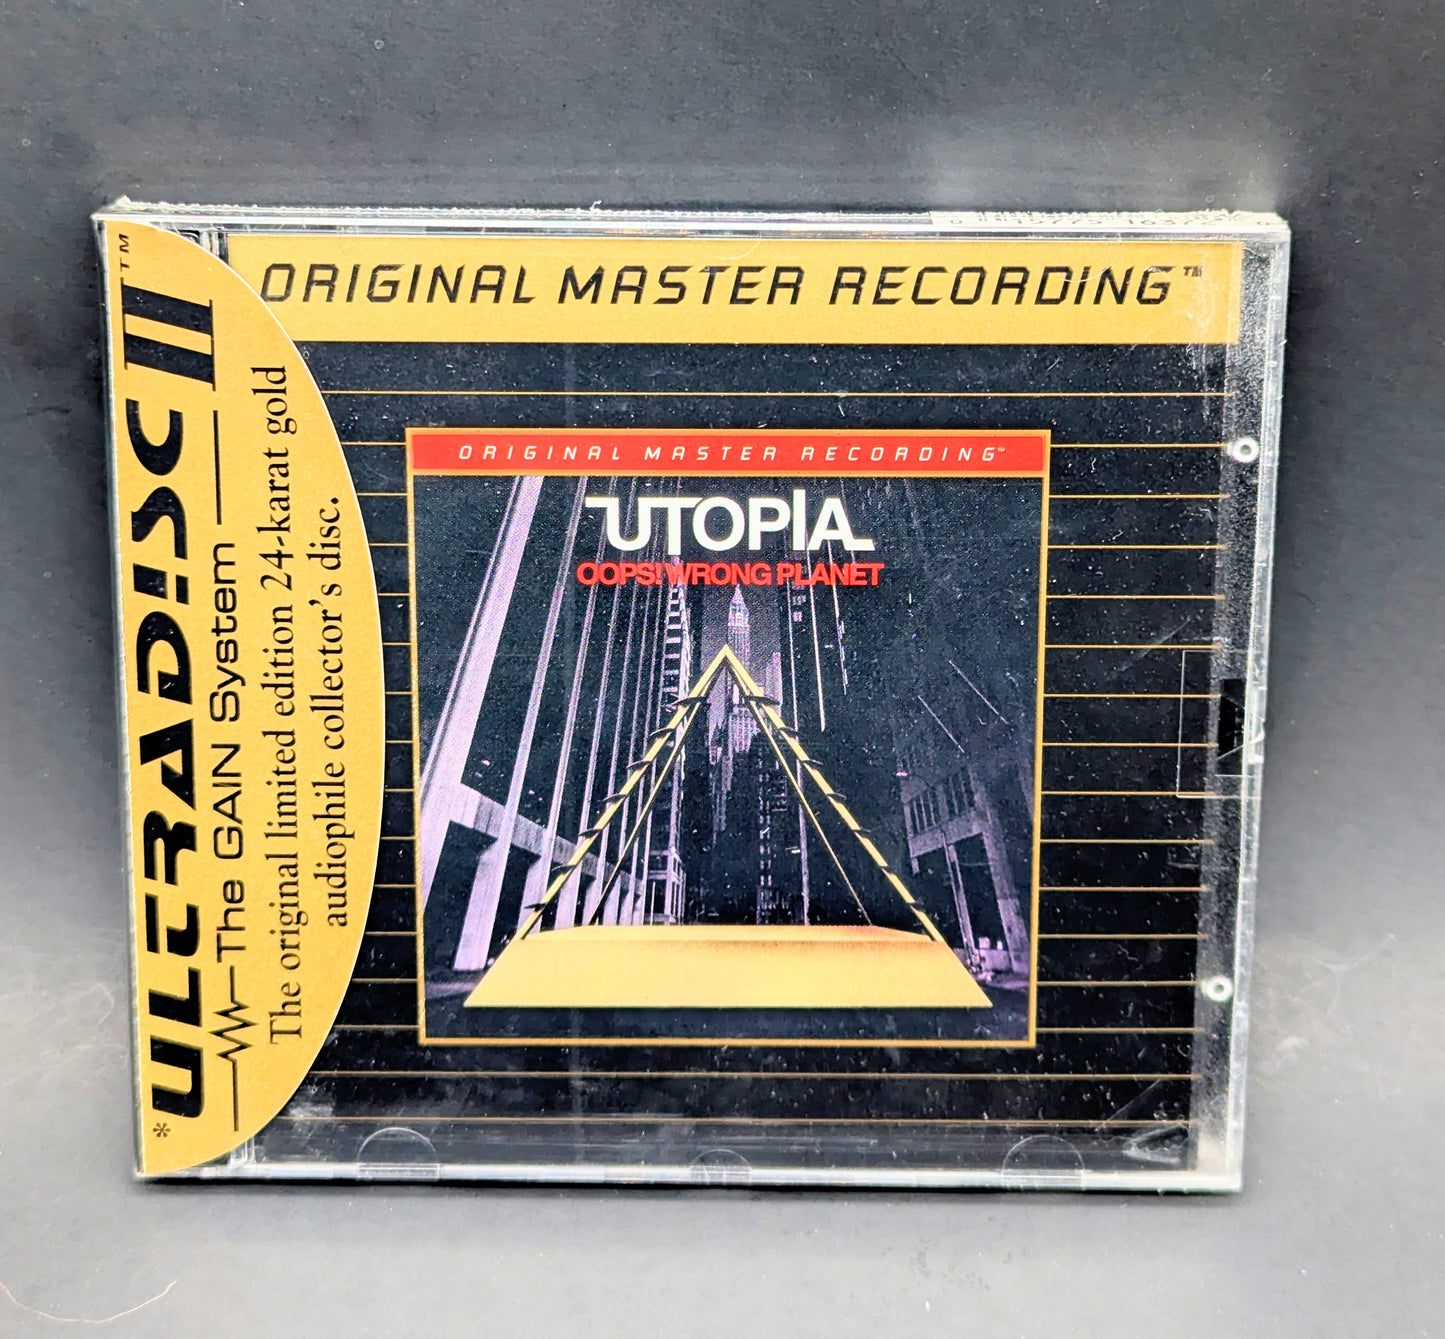 ORIGINAL MASTER RECORDING™
*ULTRADISC II™
The GAIN System
The original limited edition 24-karat gold
audiophile collector's disc.
ORIGINAL MASTER RECORDING™
UTOPIA
OOPS! WRONG PLANET